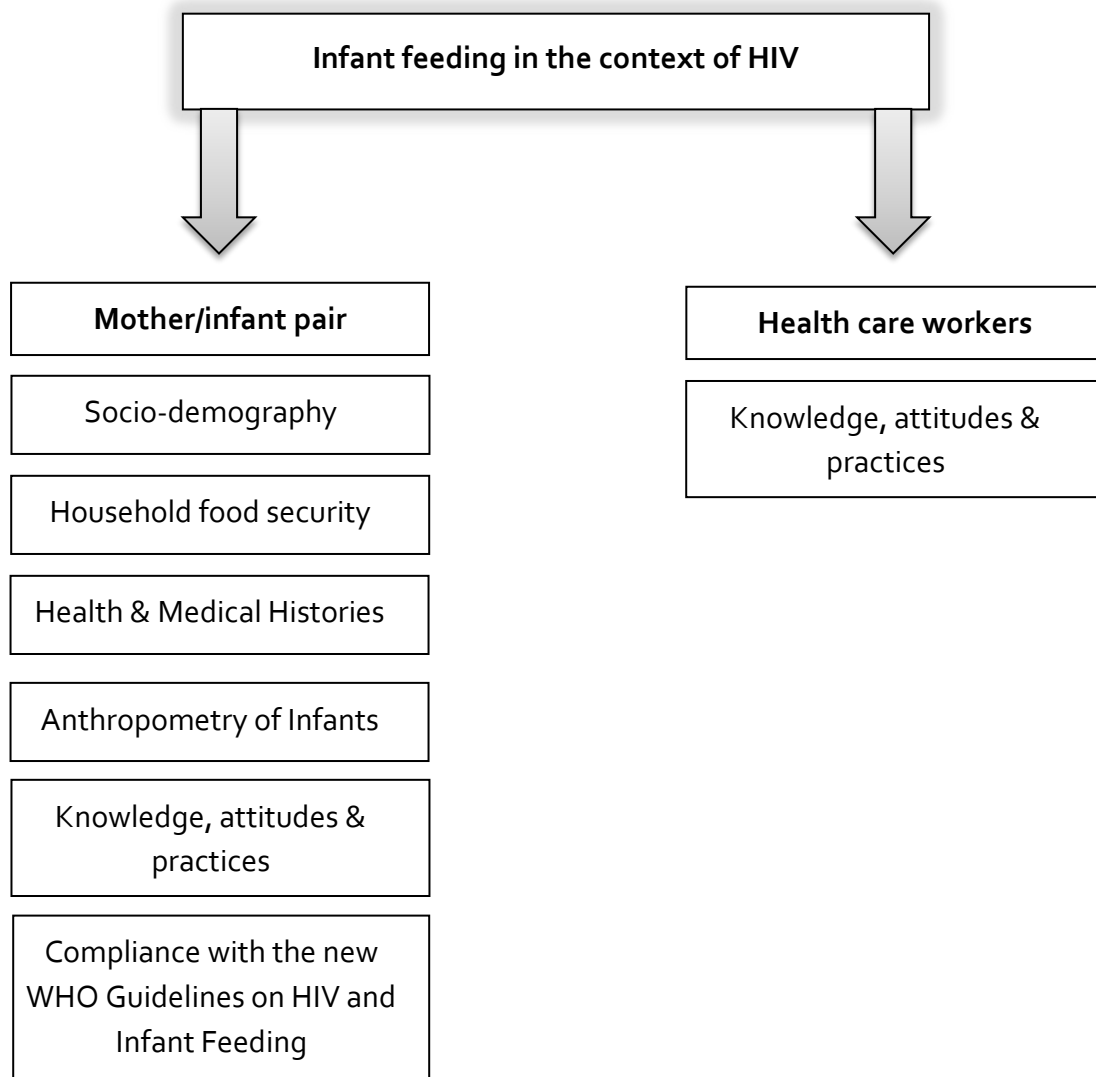 Infant feeding in the context of HIV
Mother/infant pair
Socio-demography
Household food security
Health & Medical Histories
Anthropometry of Infants
Knowledge, attitudes &
practices
Compliance with the new
WHO Guidelines on HIV and
Infant Feeding
Health care workers
Knowledge, attitudes &
practices